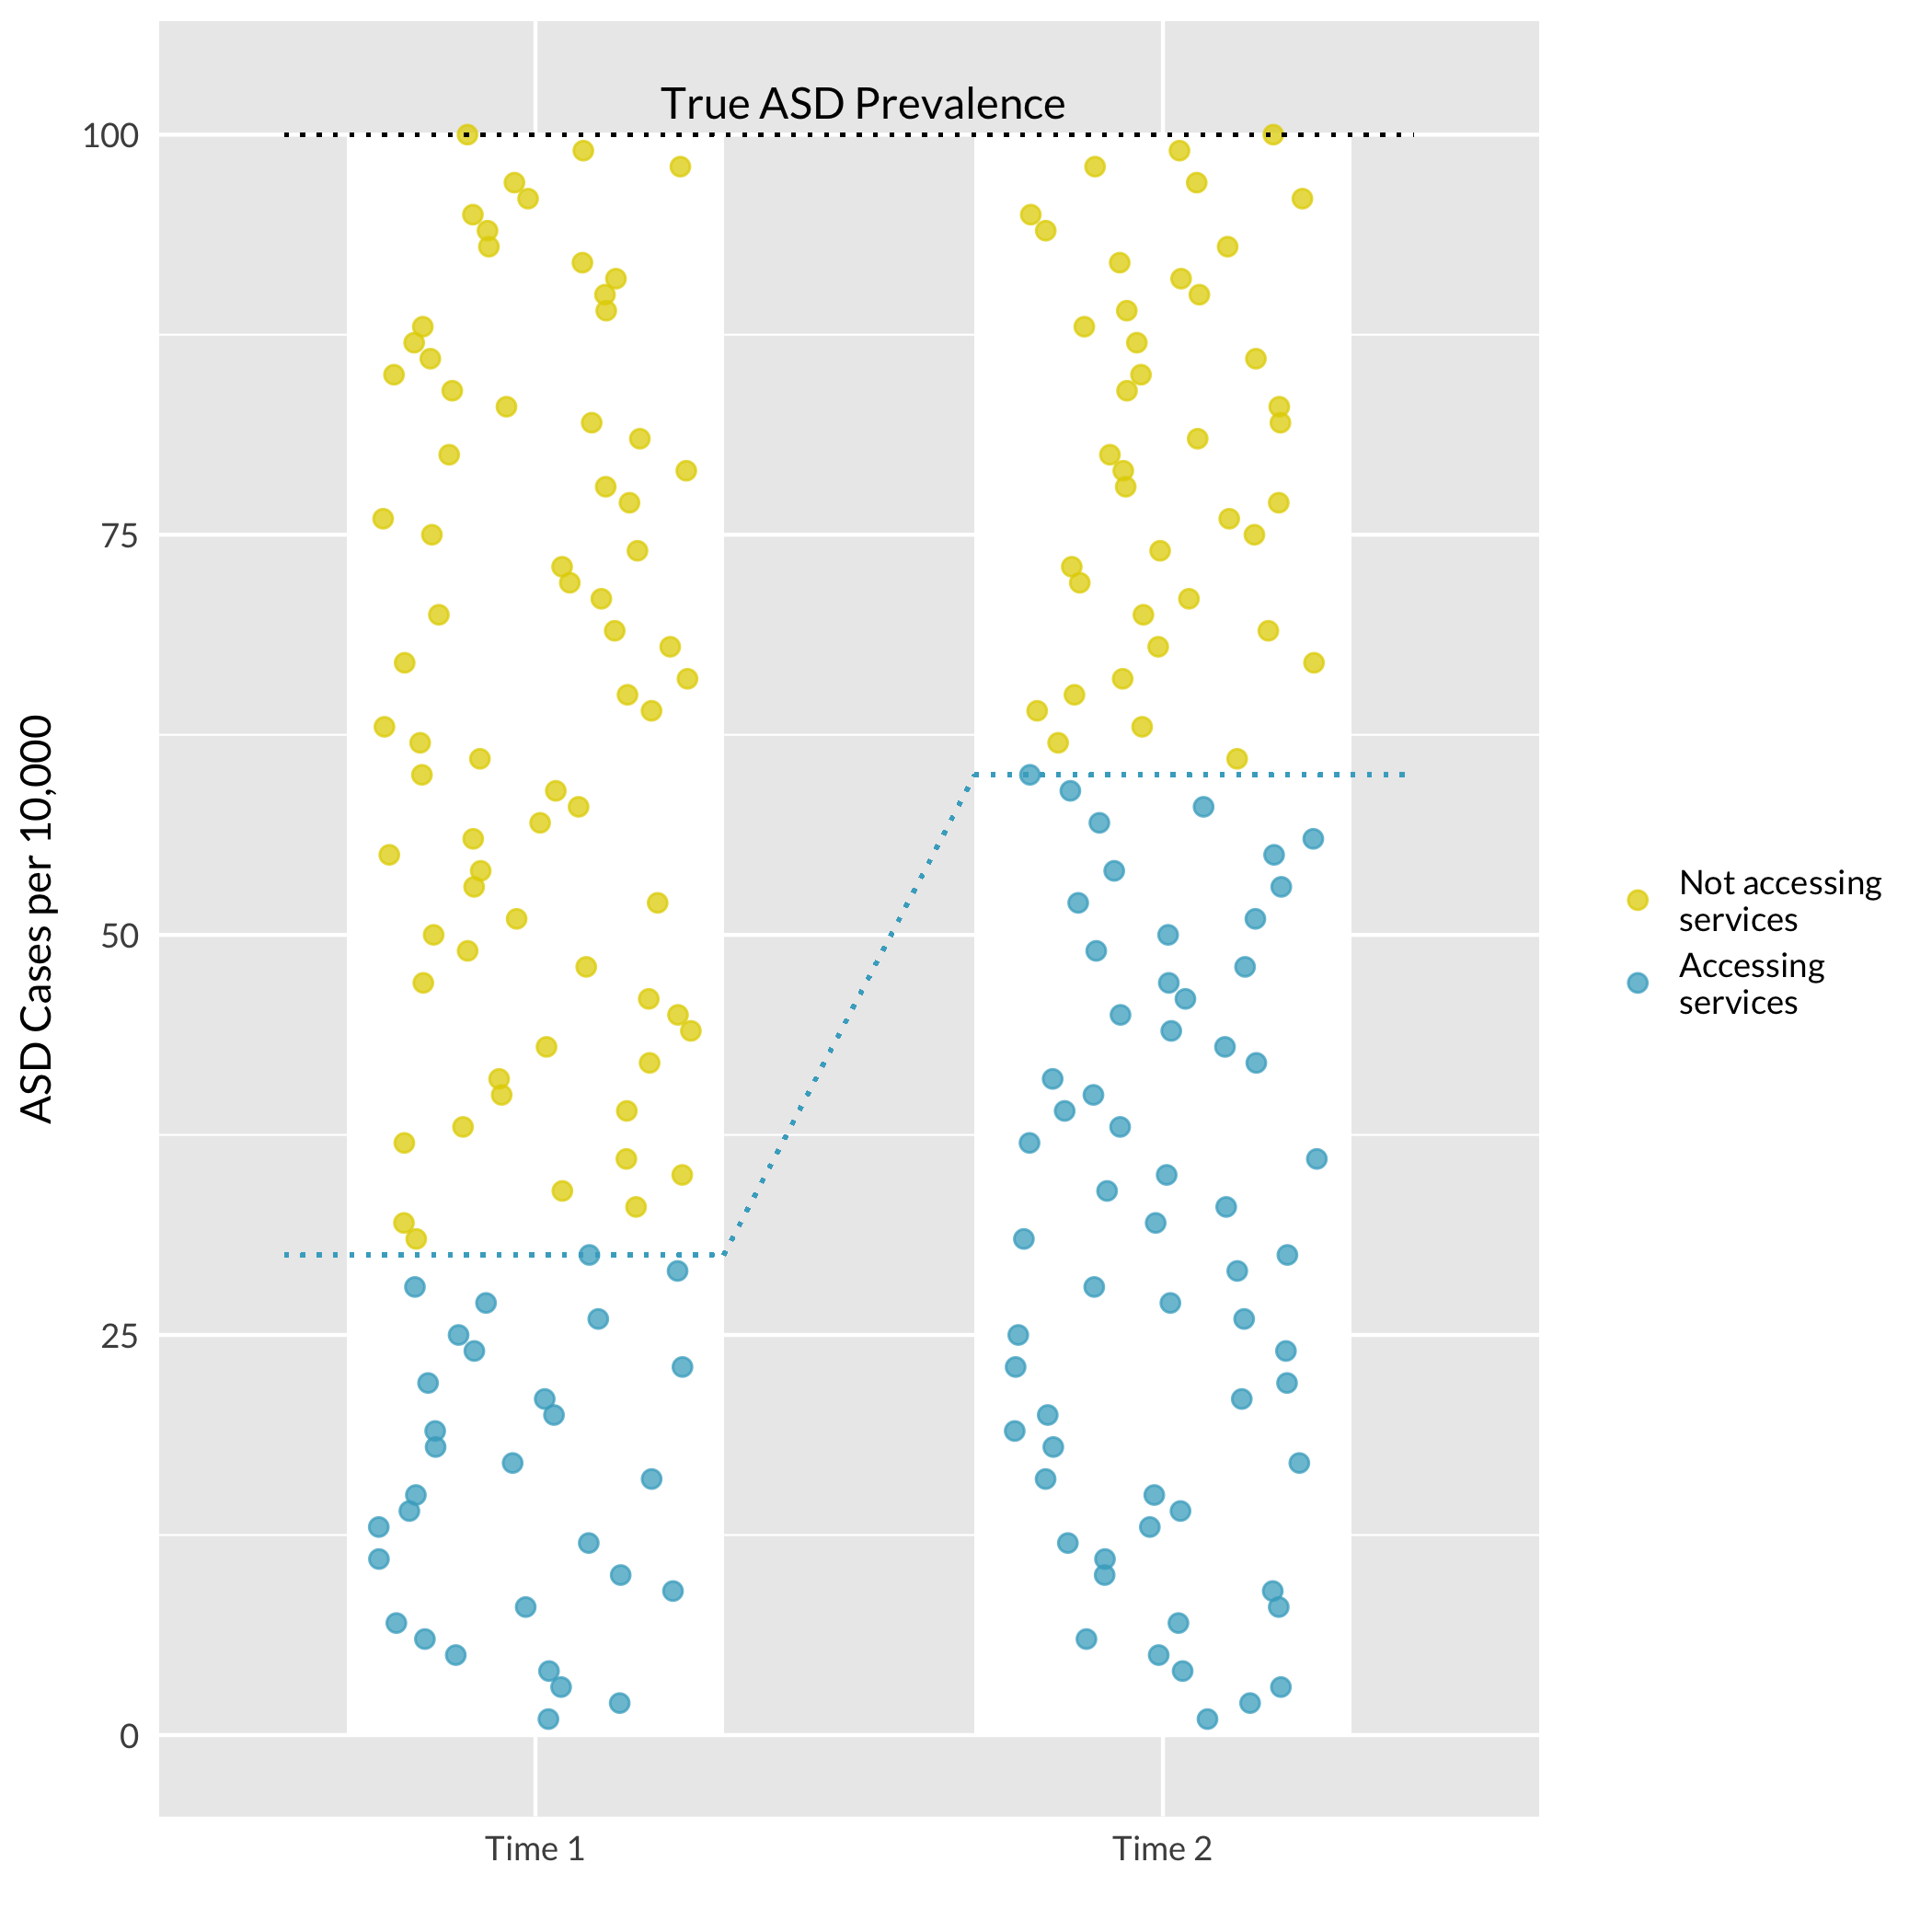 True ASD Prevalence
100
75
50
25
0
ASD Cases per 10,000
Time 1
Time 2
Not accessing
services
Accessing
services